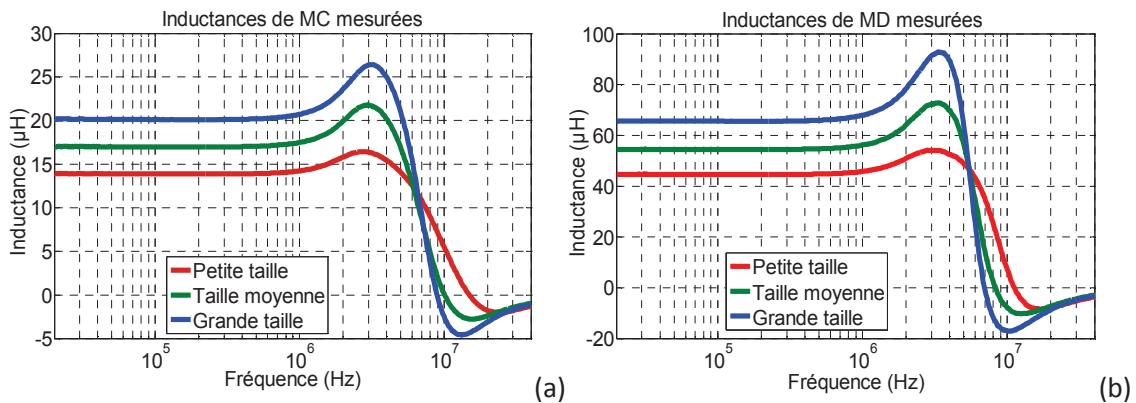 Inductances de MC mesurées
Inductance (µH)
30
25
20
15
10
5
0
-5
Petite taille
Taille moyenne
Grande taille
10^5
10^6
10^7
Fréquence (Hz)
(a)
Inductances de MD mesurées
Inductance (µH)
100
80
60
40
20
0
-20
Petite taille
Taille moyenne
Grande taille
10^5
10^6
10^7
Fréquence (Hz)
(b)